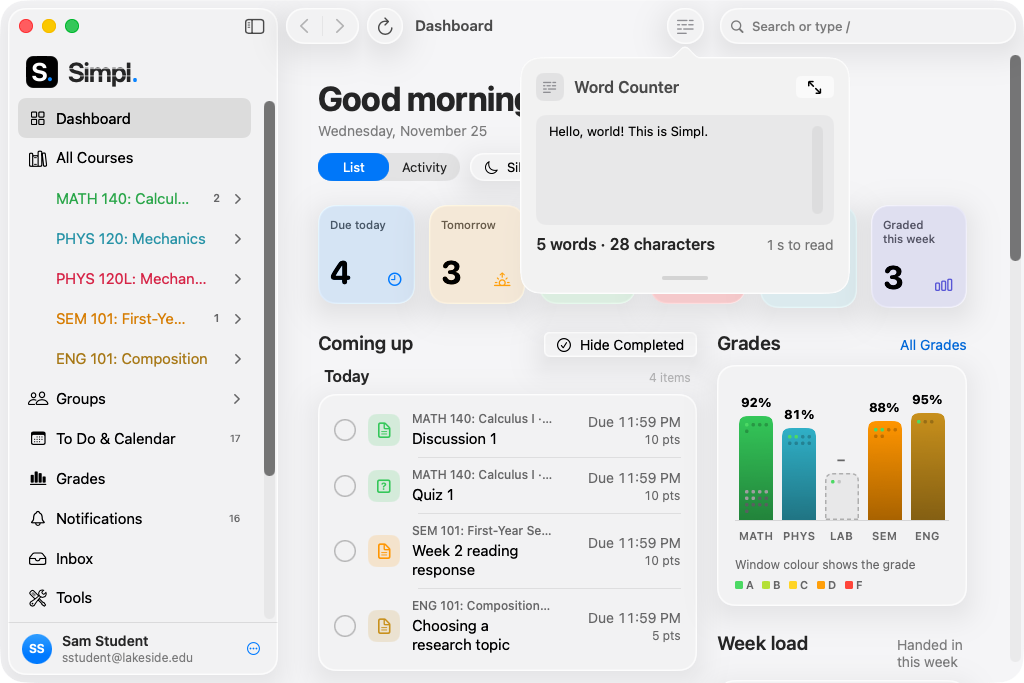 S.
Simpl.
Dashboard
All Courses
MATH 140: Calcul... 2
PHYS 120: Mechanics
PHYS 120L: Mechan...
SEM 101: First-Ye... 1
ENG 101: Composition
Groups
To Do & Calendar 17
Grades
Notifications 16
Inbox
Tools
SS
Sam Student
sstudent@lakeside.edu
Dashboard
Search or type /
Good morning
Wednesday, November 25
List
Activity
Word Counter
Hello, world! This is Simpl.
5 words · 28 characters
1 s to read
Due today
4
Tomorrow
3
Graded
this week
3
Coming up
Hide Completed
Today
4 items
MATH 140: Calculus I ·...
Discussion 1
Due 11:59 PM
10 pts
MATH 140: Calculus I ·...
Quiz 1
Due 11:59 PM
10 pts
SEM 101: First-Year Se...
Week 2 reading
response
Due 11:59 PM
10 pts
ENG 101: Composition...
Choosing a
research topic
Due 11:59 PM
5 pts
Grades
All Grades
92% 81% – 88% 95%
MATH PHYS LAB SEM ENG
Window colour shows the grade
A B C D F
Week load
Handed in
this week